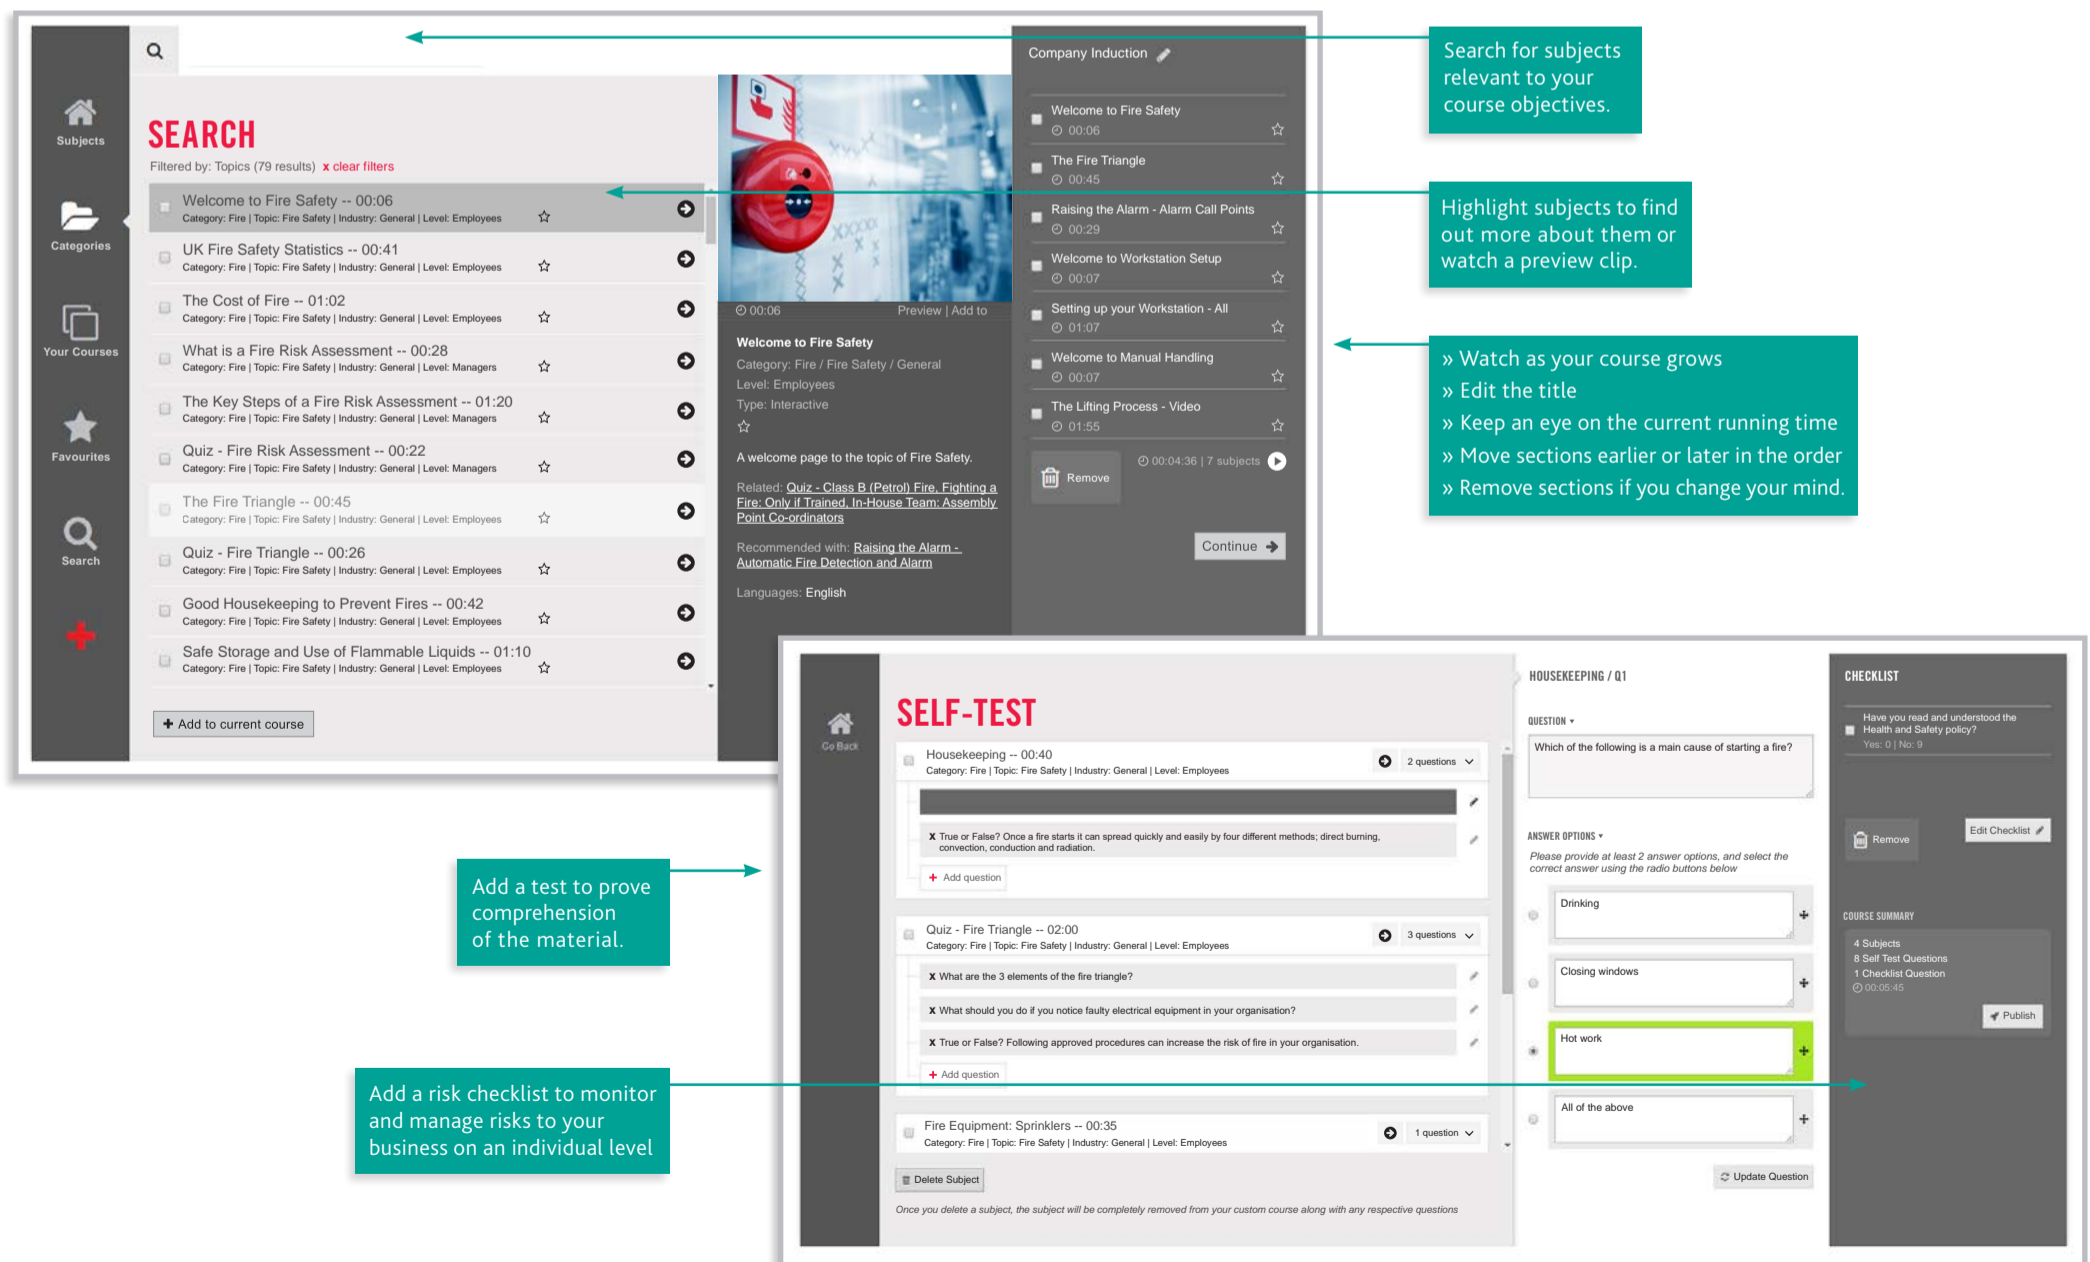 Subjects
Categories
Your Courses
Favourites
Search
SEARCH
Filtered by: Topics (79 results) x clear filters
Welcome to Fire Safety -- 00:06
Category: Fire | Topic: Fire Safety | Industry: General | Level: Employees
UK Fire Safety Statistics -- 00:41
Category: Fire | Topic: Fire Safety | Industry: General | Level: Employees
The Cost of Fire -- 01:02
Category: Fire | Topic: Fire Safety | Industry: General | Level: Employees
What is a Fire Risk Assessment -- 00:28
Category: Fire | Topic: Fire Safety | Industry: General | Level: Managers
The Key Steps of a Fire Risk Assessment -- 01:20
Category: Fire | Topic: Fire Safety | Industry: General | Level: Managers
Quiz - Fire Risk Assessment -- 00:22
Category: Fire | Topic: Fire Safety | Industry: General | Level: Managers
The Fire Triangle -- 00:45
Category: Fire | Topic: Fire Safety | Industry: General | Level: Employees
Quiz - Fire Triangle -- 00:26
Category: Fire | Topic: Fire Safety | Industry: General | Level: Employees
Good Housekeeping to Prevent Fires -- 00:42
Category: Fire | Topic: Fire Safety | Industry: General | Level: Employees
Safe Storage and Use of Flammable Liquids -- 01:10
Category: Fire | Topic: Fire Safety | Industry: General | Level: Employees
+ Add to current course
00:06 Preview | Add to
Welcome to Fire Safety
Category: Fire / Fire Safety / General
Level: Employees
Type: Interactive
A welcome page to the topic of Fire Safety.
Related: Quiz - Class B (Petrol) Fire, Fighting a
Fire: Only if Trained, In-House Team: Assembly
Point Co-ordinators
Recommended with: Raising the Alarm -
Automatic Fire Detection and Alarm
Languages: English
Company Induction
Welcome to Fire Safety
00:06
The Fire Triangle
00:45
Raising the Alarm - Alarm Call Points
00:29
Welcome to Workstation Setup
00:07
Setting up your Workstation - All
01:07
Welcome to Manual Handling
00:07
The Lifting Process - Video
01:55
00:04:36 | 7 subjects
Remove
Continue
Search for subjects
relevant to your
course objectives.
Highlight subjects to find
out more about them or
watch a preview clip.
» Watch as your course grows
» Edit the title
» Keep an eye on the current running time
» Move sections earlier or later in the order
» Remove sections if you change your mind.
Add a test to prove
comprehension
of the material.
Add a risk checklist to monitor
and manage risks to your
business on an individual level
Go Back
SELF-TEST
Housekeeping -- 00:40
Category: Fire | Topic: Fire Safety | Industry: General | Level: Employees
2 questions
x True or False? Once a fire starts it can spread quickly and easily by four different methods; direct burning,
convection, conduction and radiation.
+ Add question
Quiz - Fire Triangle -- 02:00
Category: Fire | Topic: Fire Safety | Industry: General | Level: Employees
3 questions
x What are the 3 elements of the fire triangle?
x What should you do if you notice faulty electrical equipment in your organisation?
x True or False? Following approved procedures can increase the risk of fire in your organisation.
+ Add question
Fire Equipment: Sprinklers -- 00:35
Category: Fire | Topic: Fire Safety | Industry: General | Level: Employees
1 question
Delete Subject
Once you delete a subject, the subject will be completely removed from your custom course along with any respective questions
HOUSEKEEPING / Q1
QUESTION
Which of the following is a main cause of starting a fire?
ANSWER OPTIONS
Please provide at least 2 answer options, and select the
correct answer using the radio buttons below
Drinking
Closing windows
Hot work
All of the above
Update Question
CHECKLIST
Have you read and understood the
Health and Safety policy?
Yes: 0 | No: 9
Remove
Edit Checklist
COURSE SUMMARY
4 Subjects
8 Self Test Questions
1 Checklist Question
00:05:45
Publish